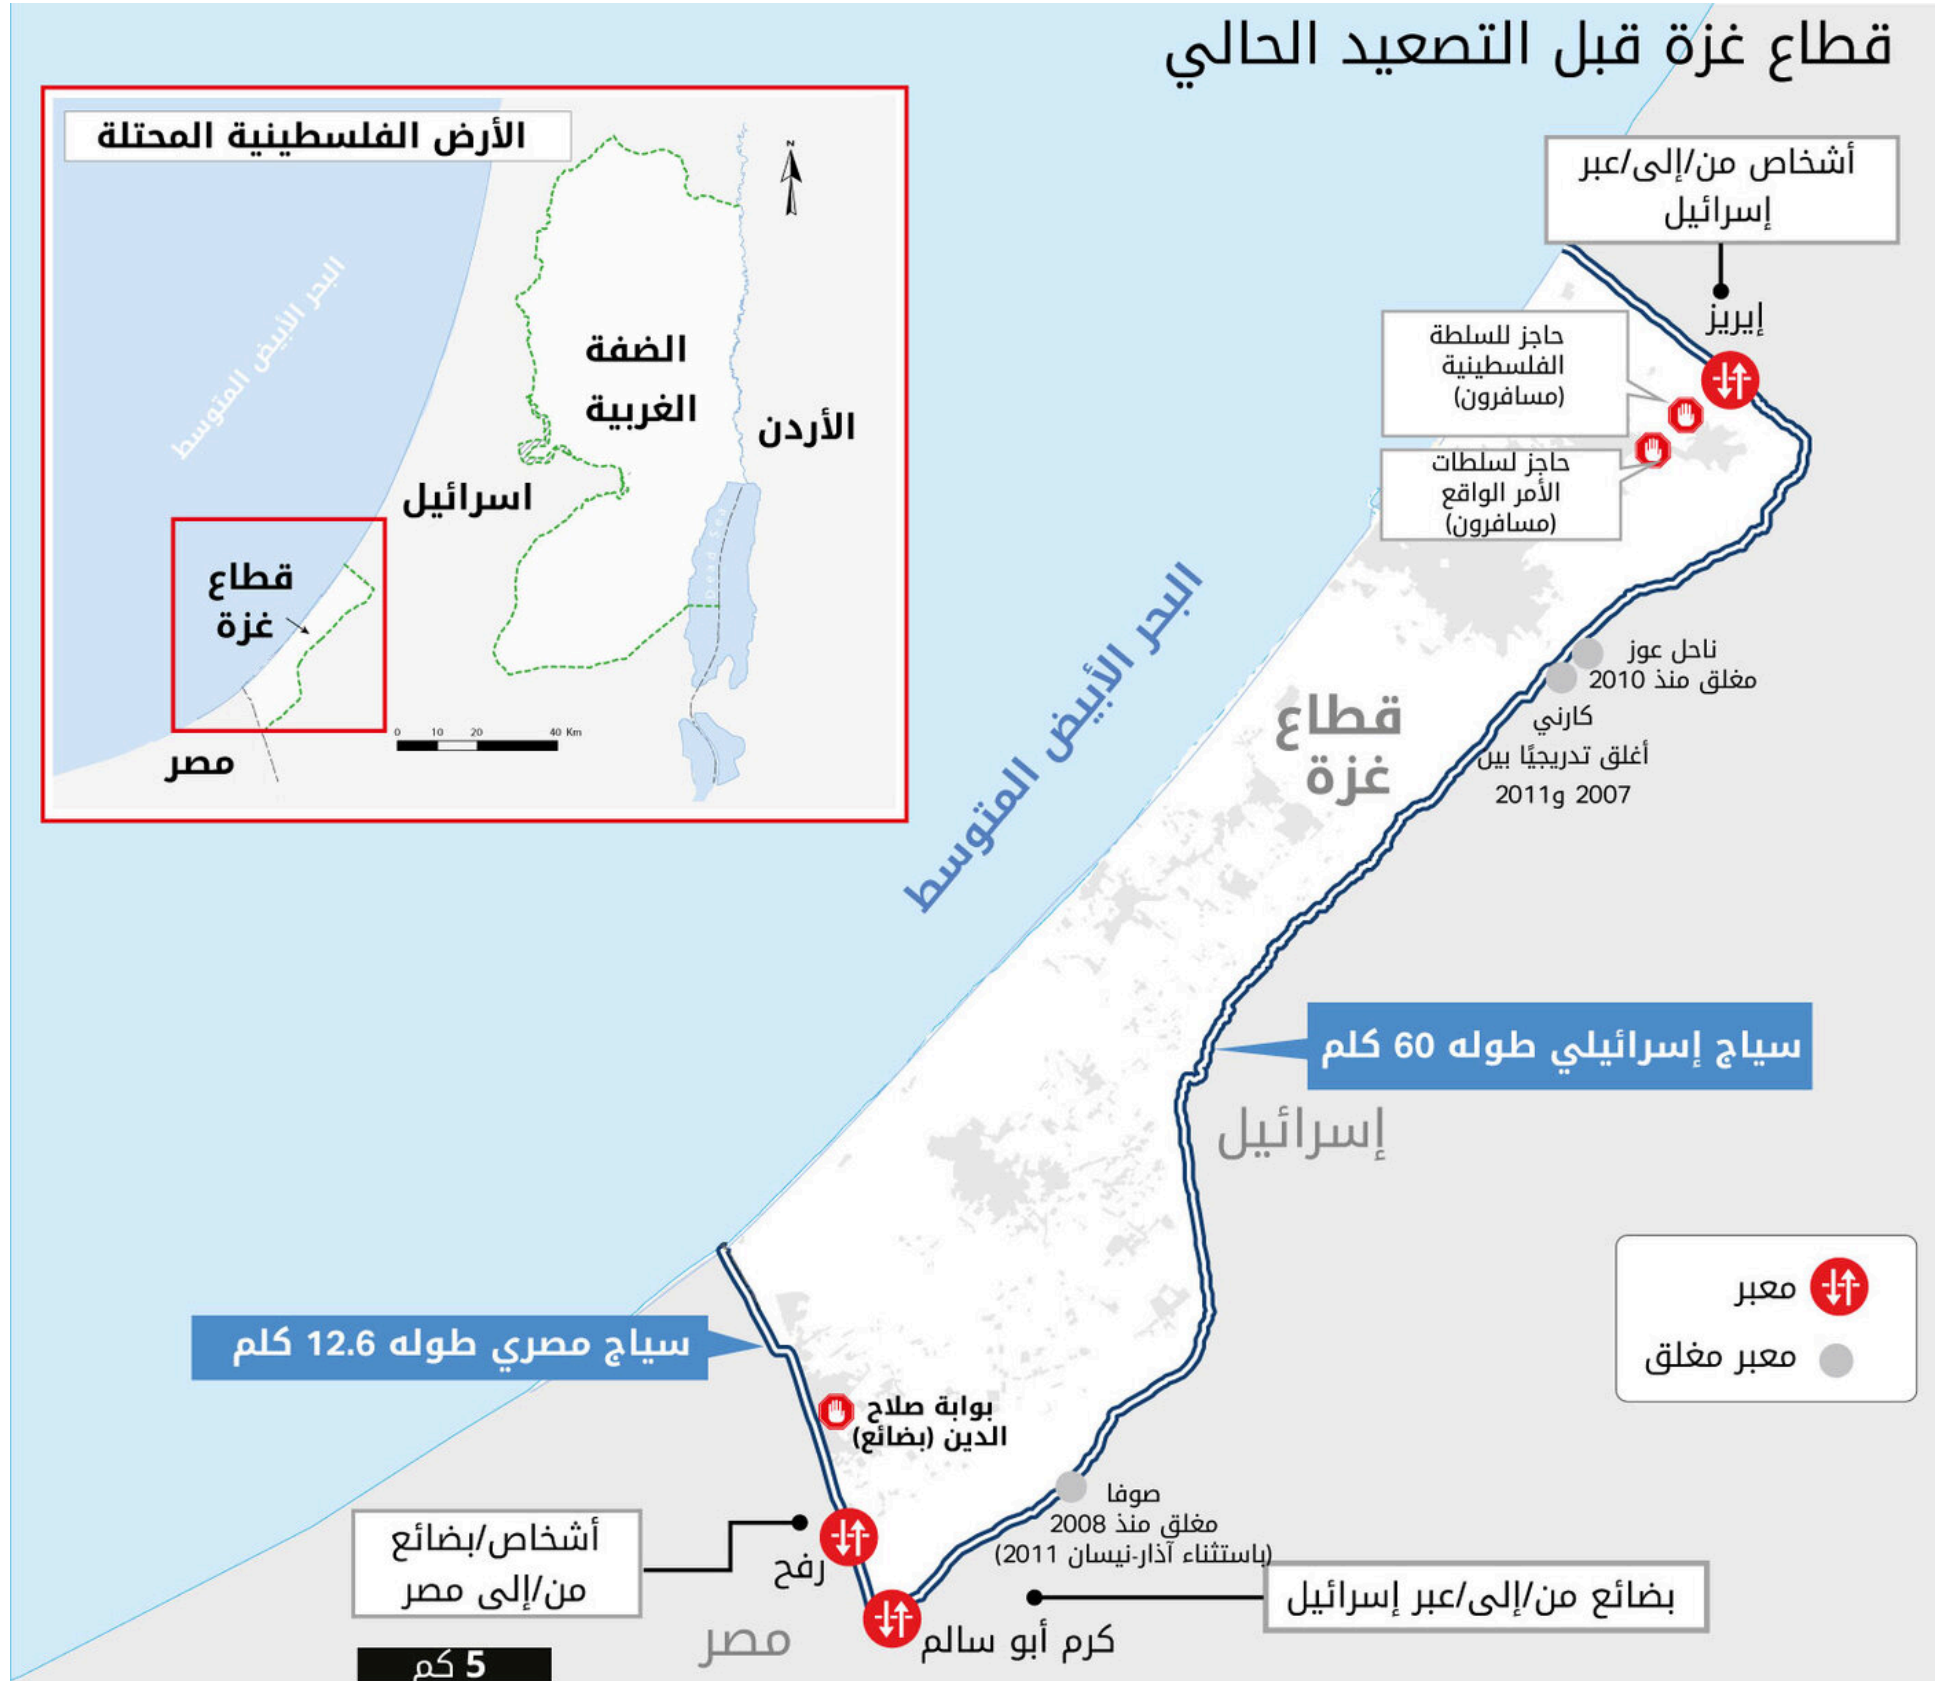 قطاع غزة قبل التصعيد الحالي
الأرض الفلسطينية المحتلة
N
البحر الأبيض المتوسط
الضفة
الغربية
الأردن
اسرائيل
Dead Sea
قطاع
غزة
مصر
0 10 20 40 Km
أشخاص من/إلى/عبر
إسرائيل
إيريز
حاجز للسلطة
الفلسطينية
(مسافرون)
حاجز لسلطات
الأمر الواقع
(مسافرون)
البحر الأبيض المتوسط
ناحل عوز
مغلق منذ 2010
كارني
أغلق تدريجيًا بين
2007 و2011
قطاع
غزة
سياج إسرائيلي طوله 60 كلم
إسرائيل
معبر
معبر مغلق
سياج مصري طوله 12.6 كلم
بوابة صلاح
الدين (بضائع)
صوفا
مغلق منذ 2008
(باستثناء آذار-نيسان 2011)
أشخاص/بضائع
من/إلى مصر
رفح
بضائع من/إلى/عبر إسرائيل
كرم أبو سالم
مصر
5 كم